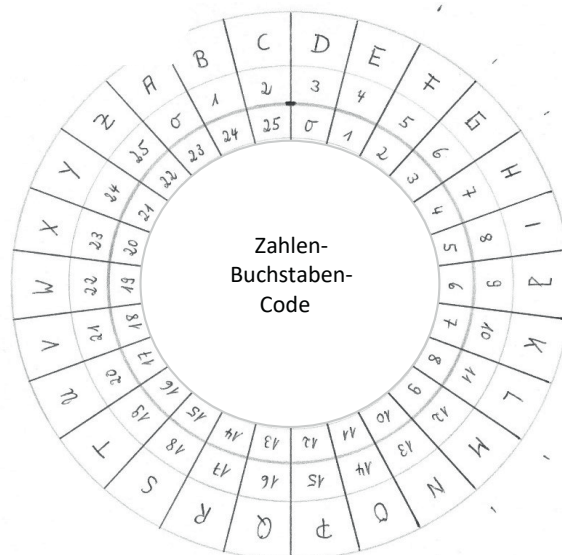 A B C D E F G H I J K L M N O P Q R S T U V W X Y Z
0 1 2 3 4 5 6 7 8 9 10 11 12 13 14 15 16 17 18 19 20 21 22 23 24 25
23 24 25 0 1 2 3 4 5 6 7 8 9 10 11 12 13 14 15 16 17 18 19 20 21 22
Zahlen-
Buchstaben-
Code